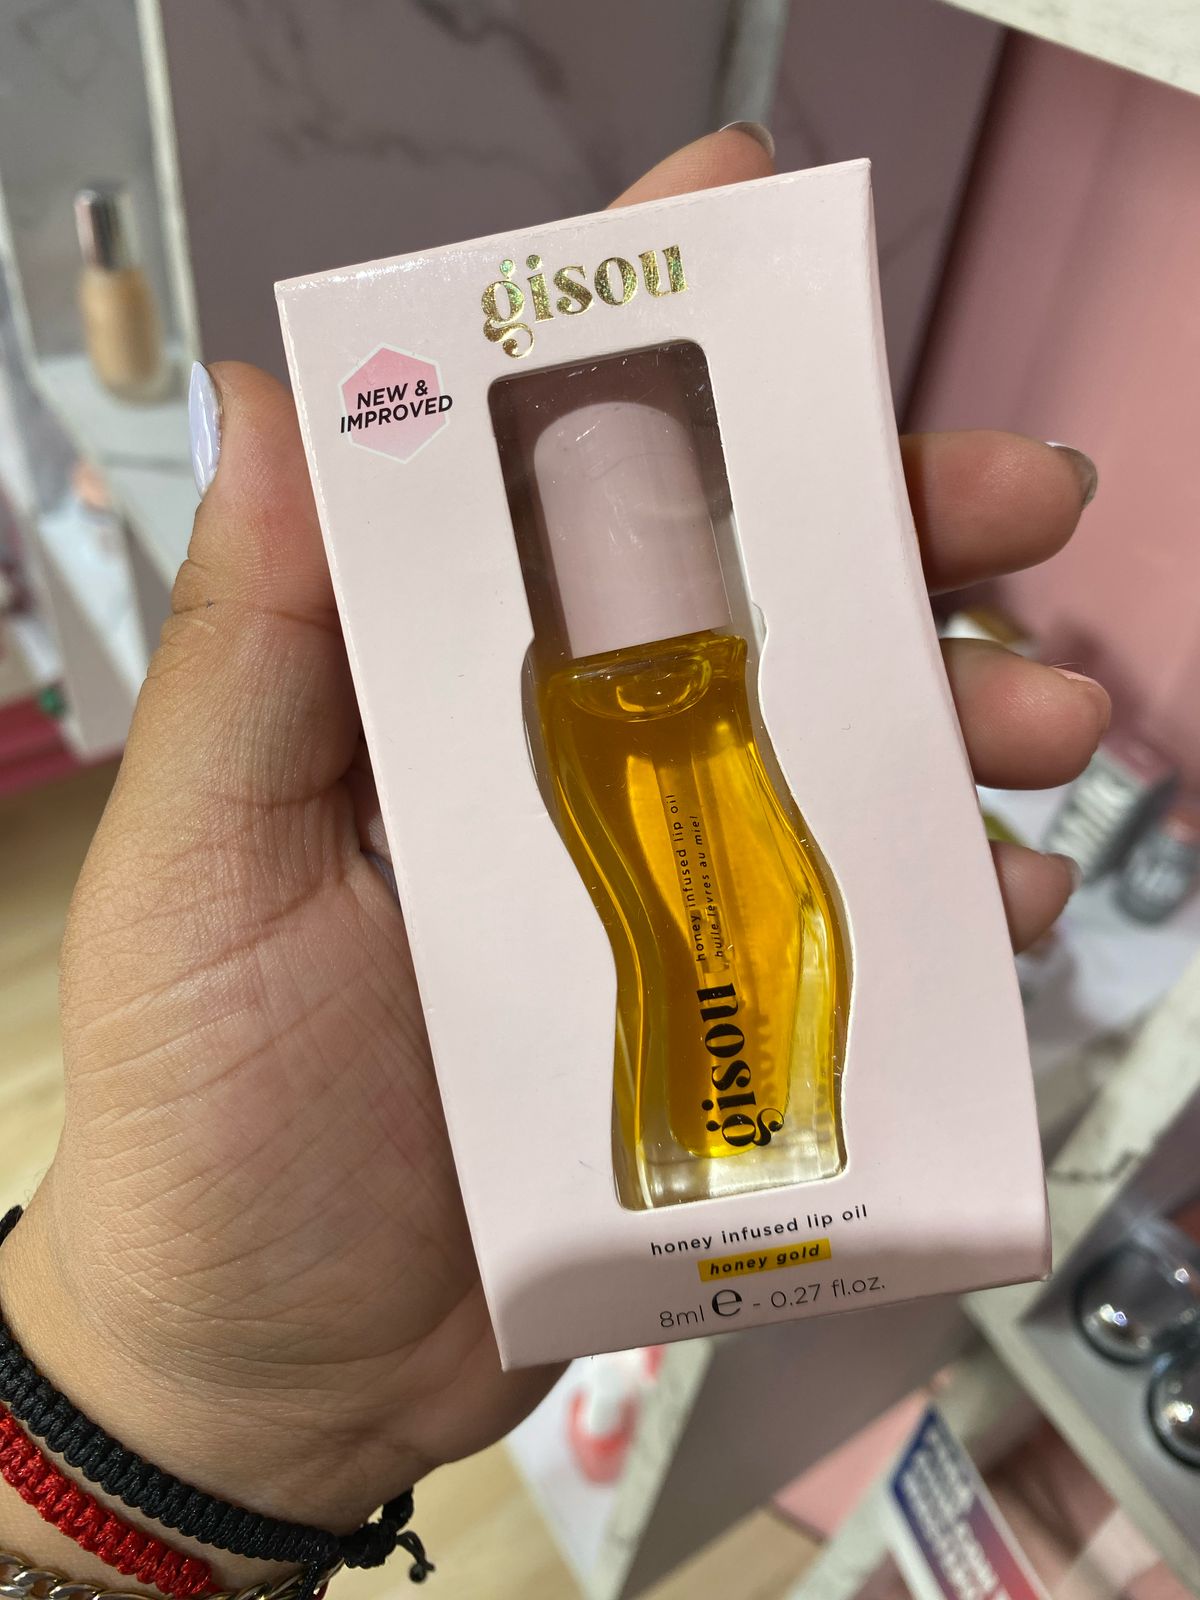 gisou
NEW &
IMPROVED
honey infused lip oil
huile lèvres au miel
gisou
honey infused lip oil
honey gold
8ml ℮ - 0.27 fl.oz.